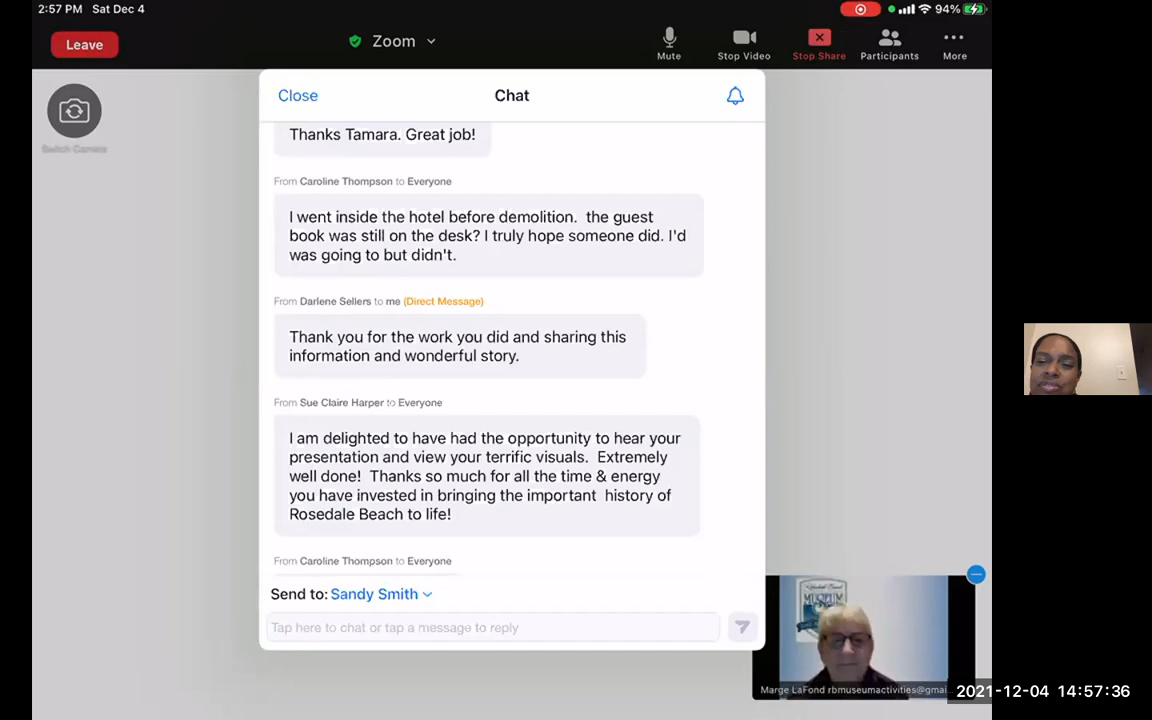 2:57 PM Sat Dec 4
94%
Leave
Zoom
Mute
Stop Video
Stop Share
Participants
More
Switch Camera
Close
Chat
Thanks Tamara. Great job!
From Caroline Thompson to Everyone
I went inside the hotel before demolition. the guest
book was still on the desk? I truly hope someone did. I'd
was going to but didn't.
From Darlene Sellers to me (Direct Message)
Thank you for the work you did and sharing this
information and wonderful story.
From Sue Claire Harper to Everyone
I am delighted to have had the opportunity to hear your
presentation and view your terrific visuals. Extremely
well done! Thanks so much for all the time & energy
you have invested in bringing the important history of
Rosedale Beach to life!
From Caroline Thompson to Everyone
Send to: Sandy Smith
Tap here to chat or tap a message to reply
MUSEUM
Marge LaFond rbmuseumactivities@gmai
2021-12-04 14:57:36